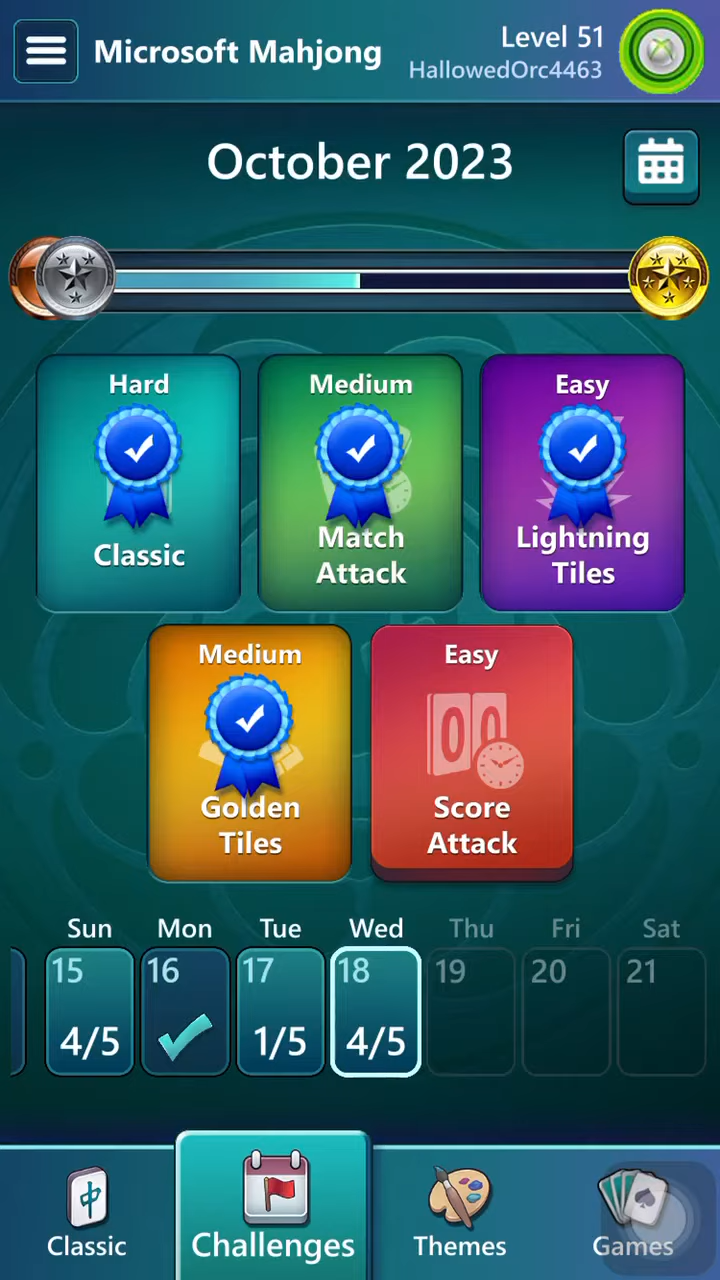 Microsoft Mahjong
Level 51
HallowedOrc4463
October 2023
Hard
Classic
Medium
Match
Attack
Easy
Lightning
Tiles
Medium
Golden
Tiles
Easy
00
Score
Attack
Sun Mon Tue Wed Thu Fri Sat
15 16 17 18 19 20 21
4/5 1/5 4/5
中
Classic
Challenges
Themes
Games